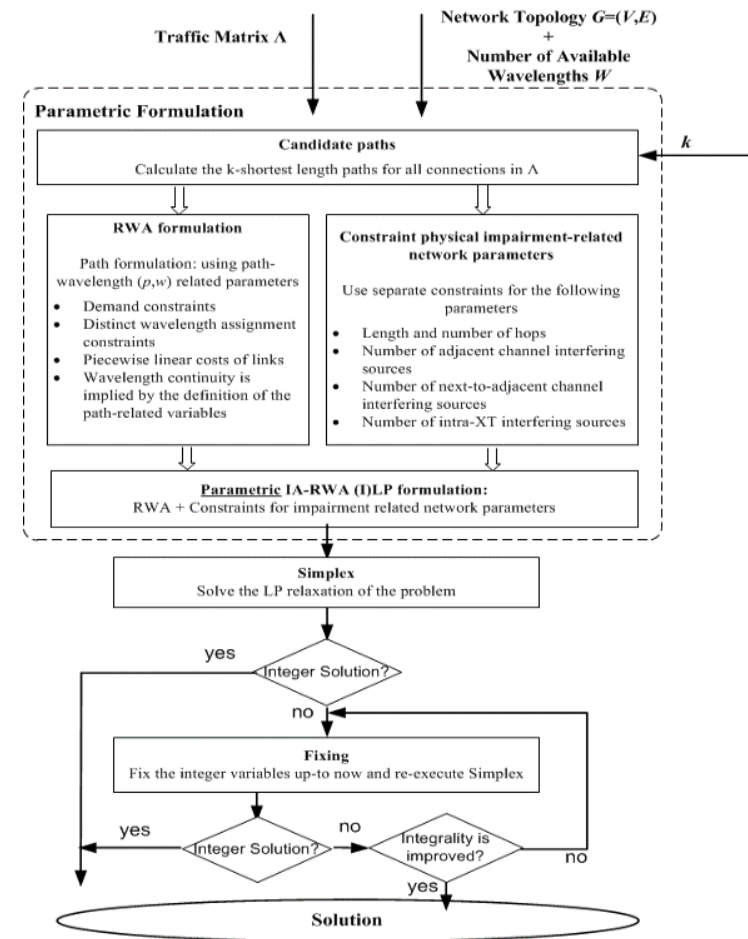 Traffic Matrix Λ
Network Topology G=(V,E)
+
Number of Available
Wavelengths W
Parametric Formulation
Candidate paths
Calculate the k-shortest length paths for all connections in Λ
k
RWA formulation
Path formulation: using path-
wavelength (p,w) related parameters
• Demand constraints
• Distinct wavelength assignment
constraints
• Piecewise linear costs of links
• Wavelength continuity is
implied by the definition of the
path-related variables
Constraint physical impairment-related
network parameters
Use separate constraints for the following
parameters
• Length and number of hops
• Number of adjacent channel interfering
sources
• Number of next-to-adjacent channel
interfering sources
• Number of intra-XT interfering sources
Parametric IA-RWA (I)LP formulation:
RWA + Constraints for impairment related network parameters
Simplex
Solve the LP relaxation of the problem
yes
Integer Solution?
no
Fixing
Fix the integer variables up-to now and re-execute Simplex
yes
Integer Solution?
no
Integrality is
improved?
no
yes
Solution